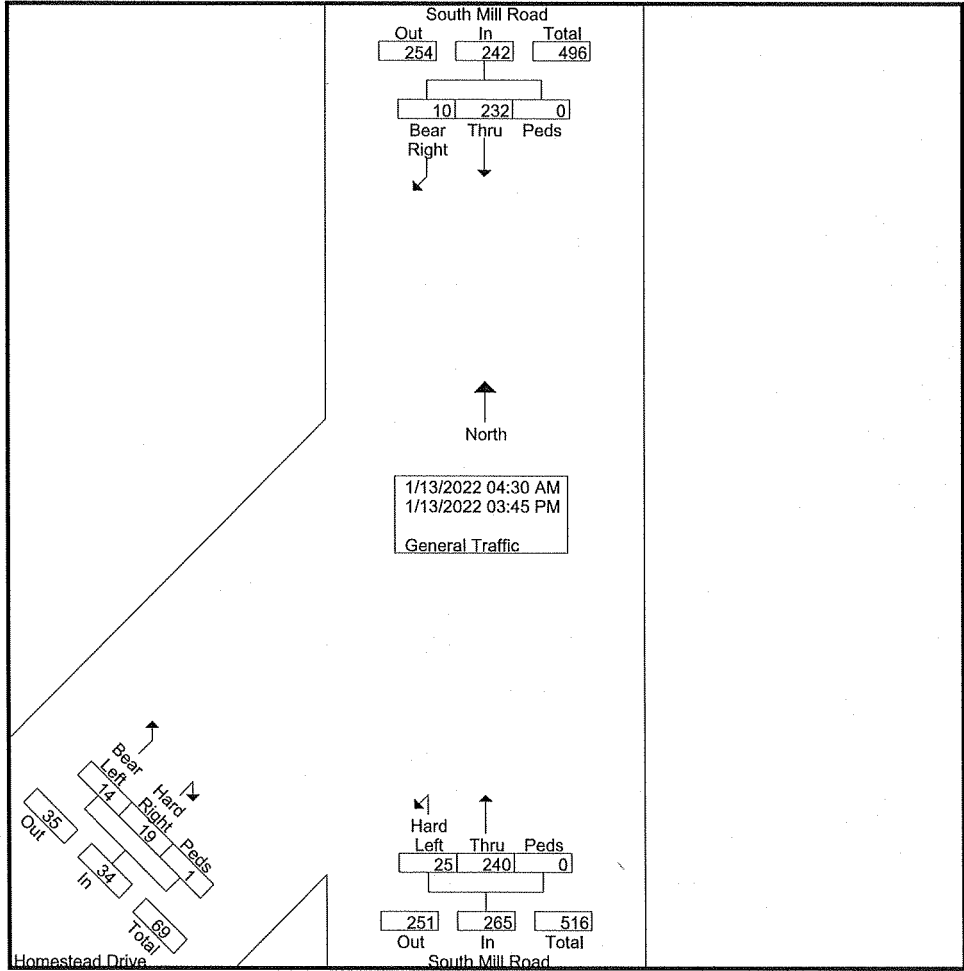 South Mill Road
Out In Total
254 242 496
10 232 0
Bear Thru Peds
Right
North
1/13/2022 04:30 AM
1/13/2022 03:45 PM
General Traffic
Bear
Left
Hard
Right
Peds
14 19 1
35
Out
34
In
69
Total
Homestead Drive
Hard
Left Thru Peds
25 240 0
251 265 516
Out In Total
South Mill Road